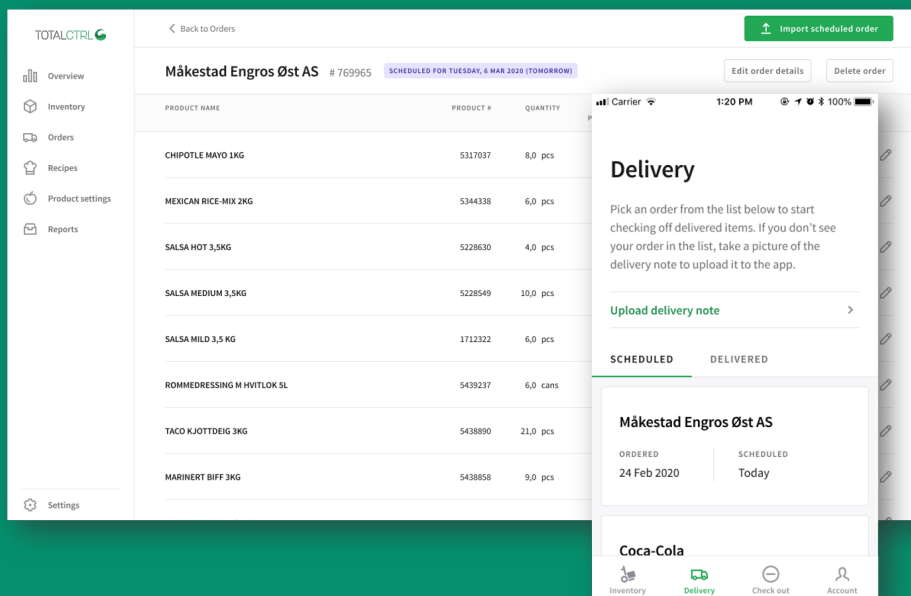 TOTALCTRL
Overview
Inventory
Orders
Recipes
Product settings
Reports
Settings
Back to Orders
Import scheduled order
Måkestad Engros Øst AS # 769965 SCHEDULED FOR TUESDAY, 6 MAR 2020 (TOMORROW) Edit order details Delete order
PRODUCT NAME PRODUCT # QUANTITY
CHIPOTLE MAYO 1KG 5317037 8,0 pcs
MEXICAN RICE-MIX 2KG 5344338 6,0 pcs
SALSA HOT 3,5KG 5228630 4,0 pcs
SALSA MEDIUM 3,5KG 5228549 10,0 pcs
SALSA MILD 3,5 KG 1712322 6,0 pcs
ROMMEDRESSING M HVITLOK 5L 5439237 6,0 cans
TACO KJOTTDEIG 3KG 5438890 21,0 pcs
MARINERT BIFF 3KG 5438858 9,0 pcs
Carrier 1:20 PM 100%
Delivery
Pick an order from the list below to start
checking off delivered items. If you don't see
your order in the list, take a picture of the
delivery note to upload it to the app.
Upload delivery note
SCHEDULED DELIVERED
Måkestad Engros Øst AS
ORDERED SCHEDULED
24 Feb 2020 Today
Coca-Cola
Inventory Delivery Check out Account